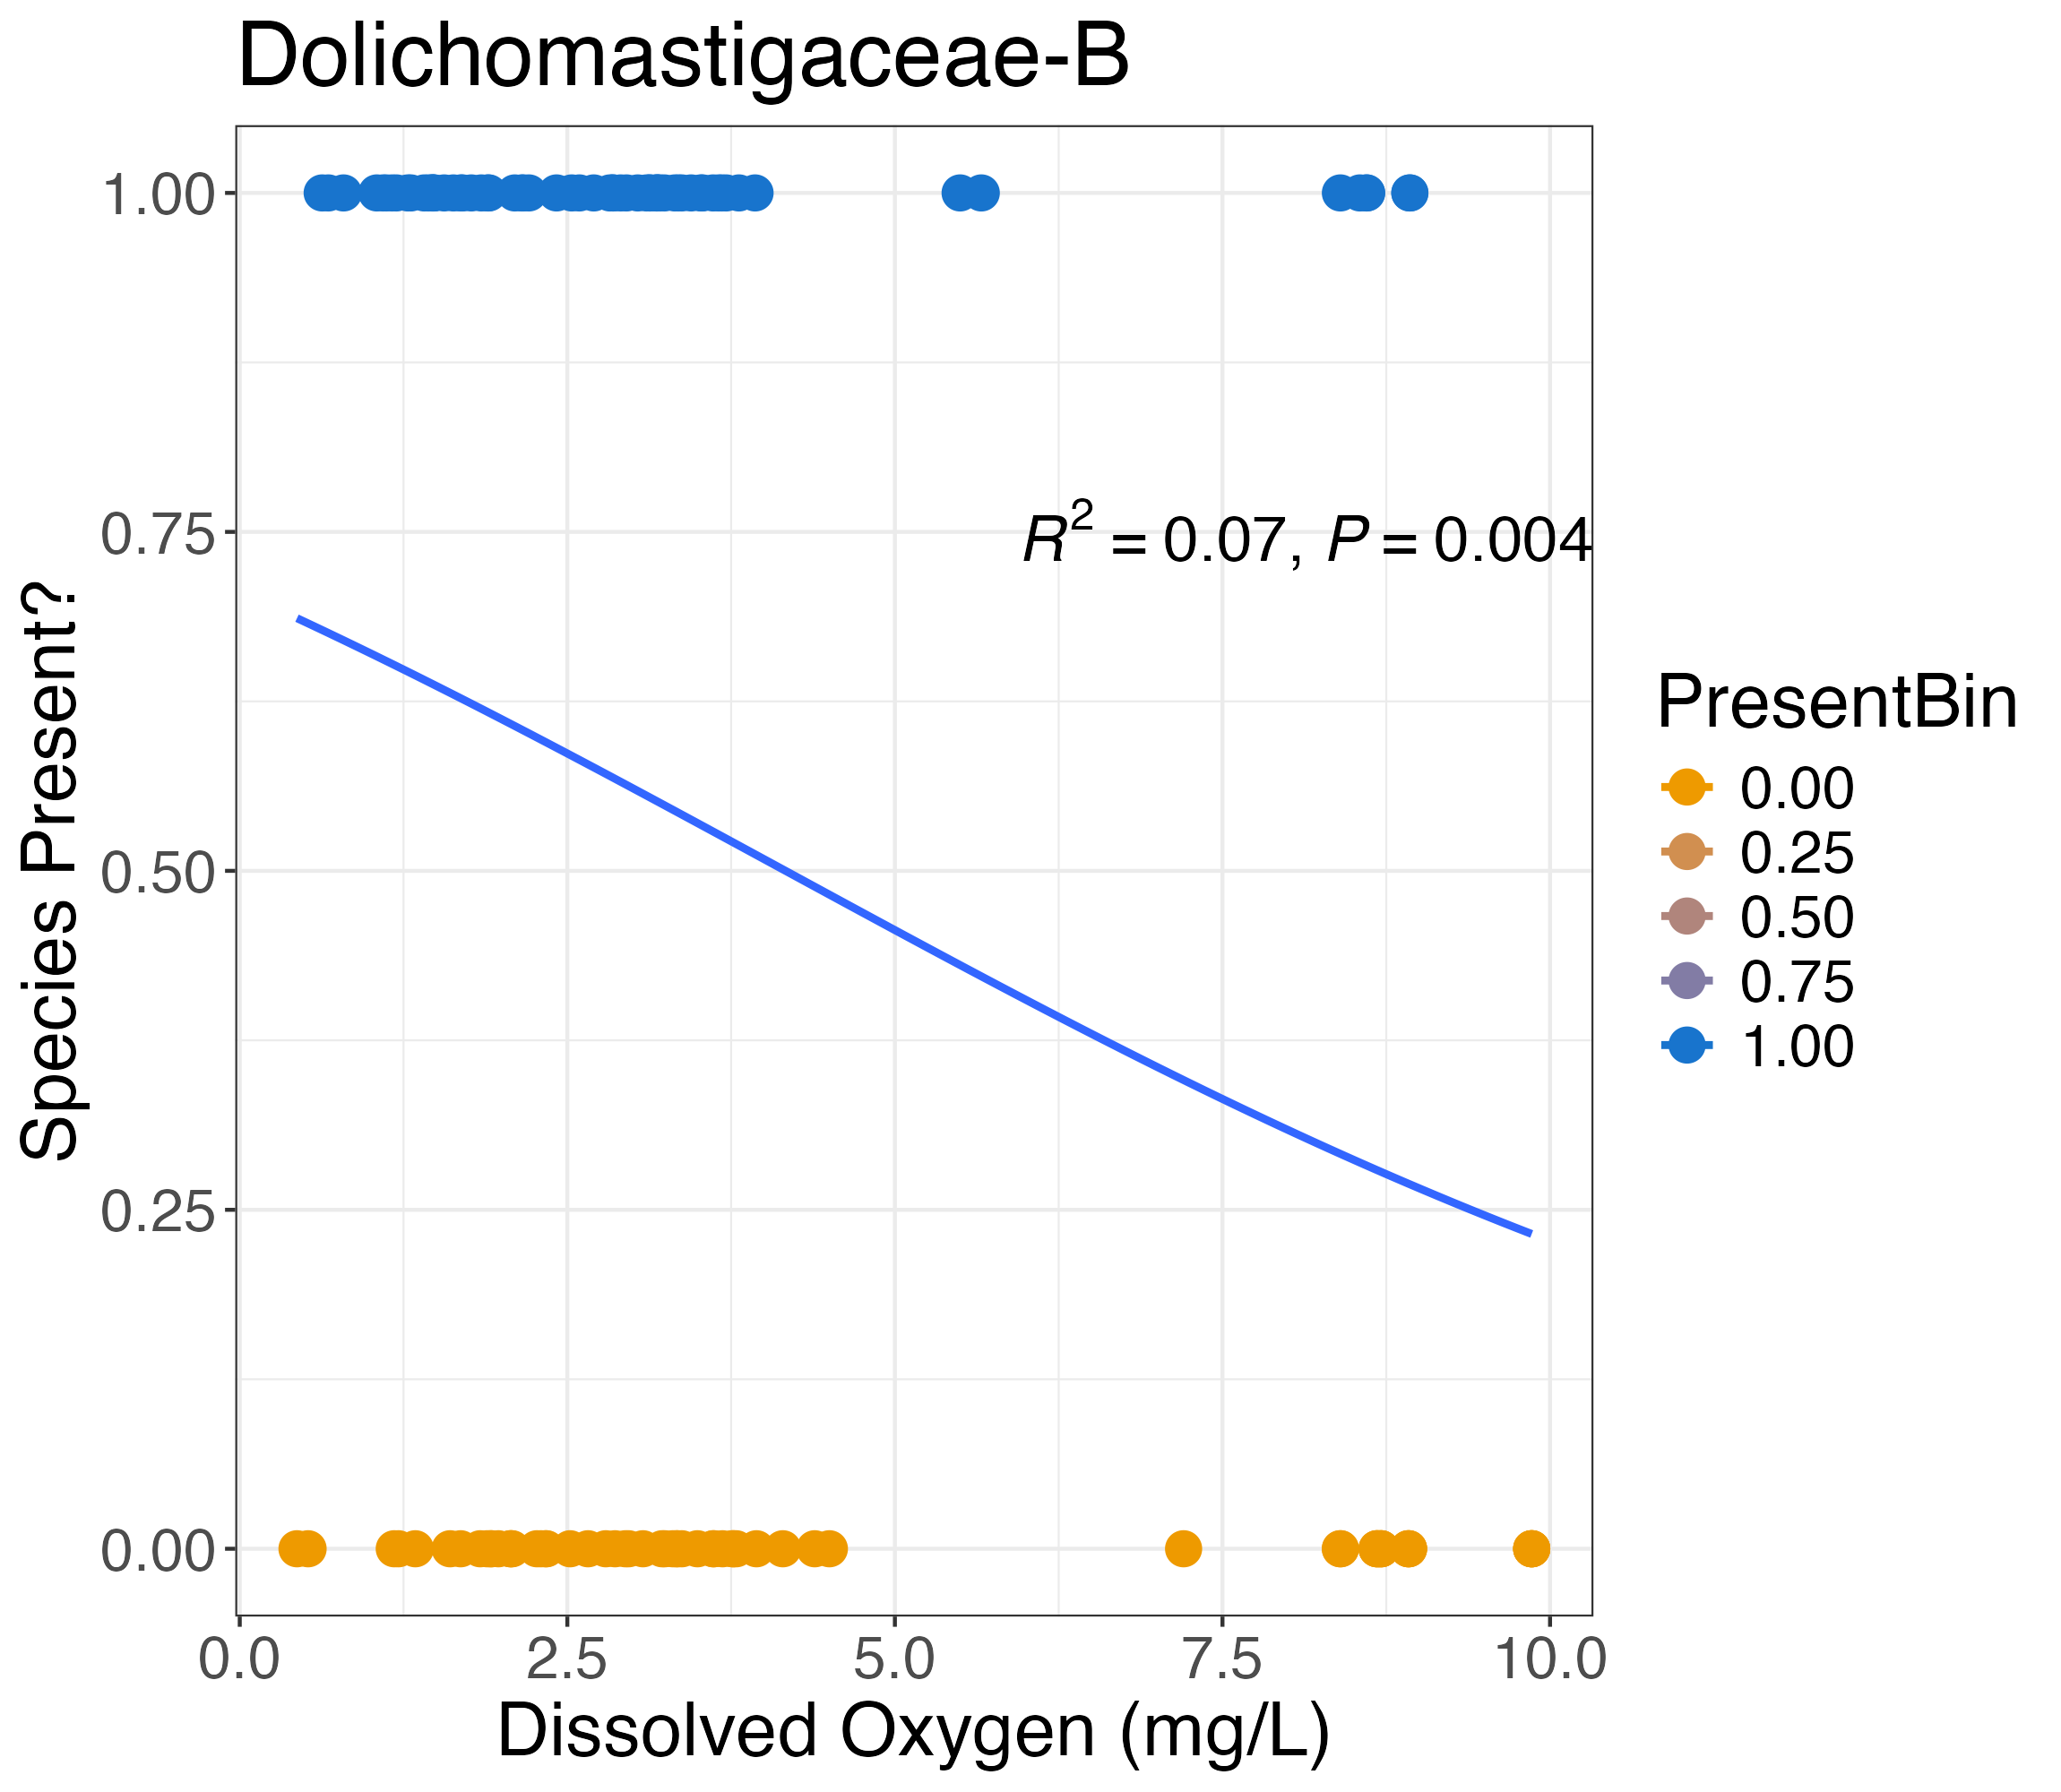 Dolichomastigaceae-B
1.00
0.75
0.50
0.25
0.00
Species Present?
R² = 0.07, P = 0.004
0.0 2.5 5.0 7.5 10.0
Dissolved Oxygen (mg/L)
PresentBin
0.00
0.25
0.50
0.75
1.00